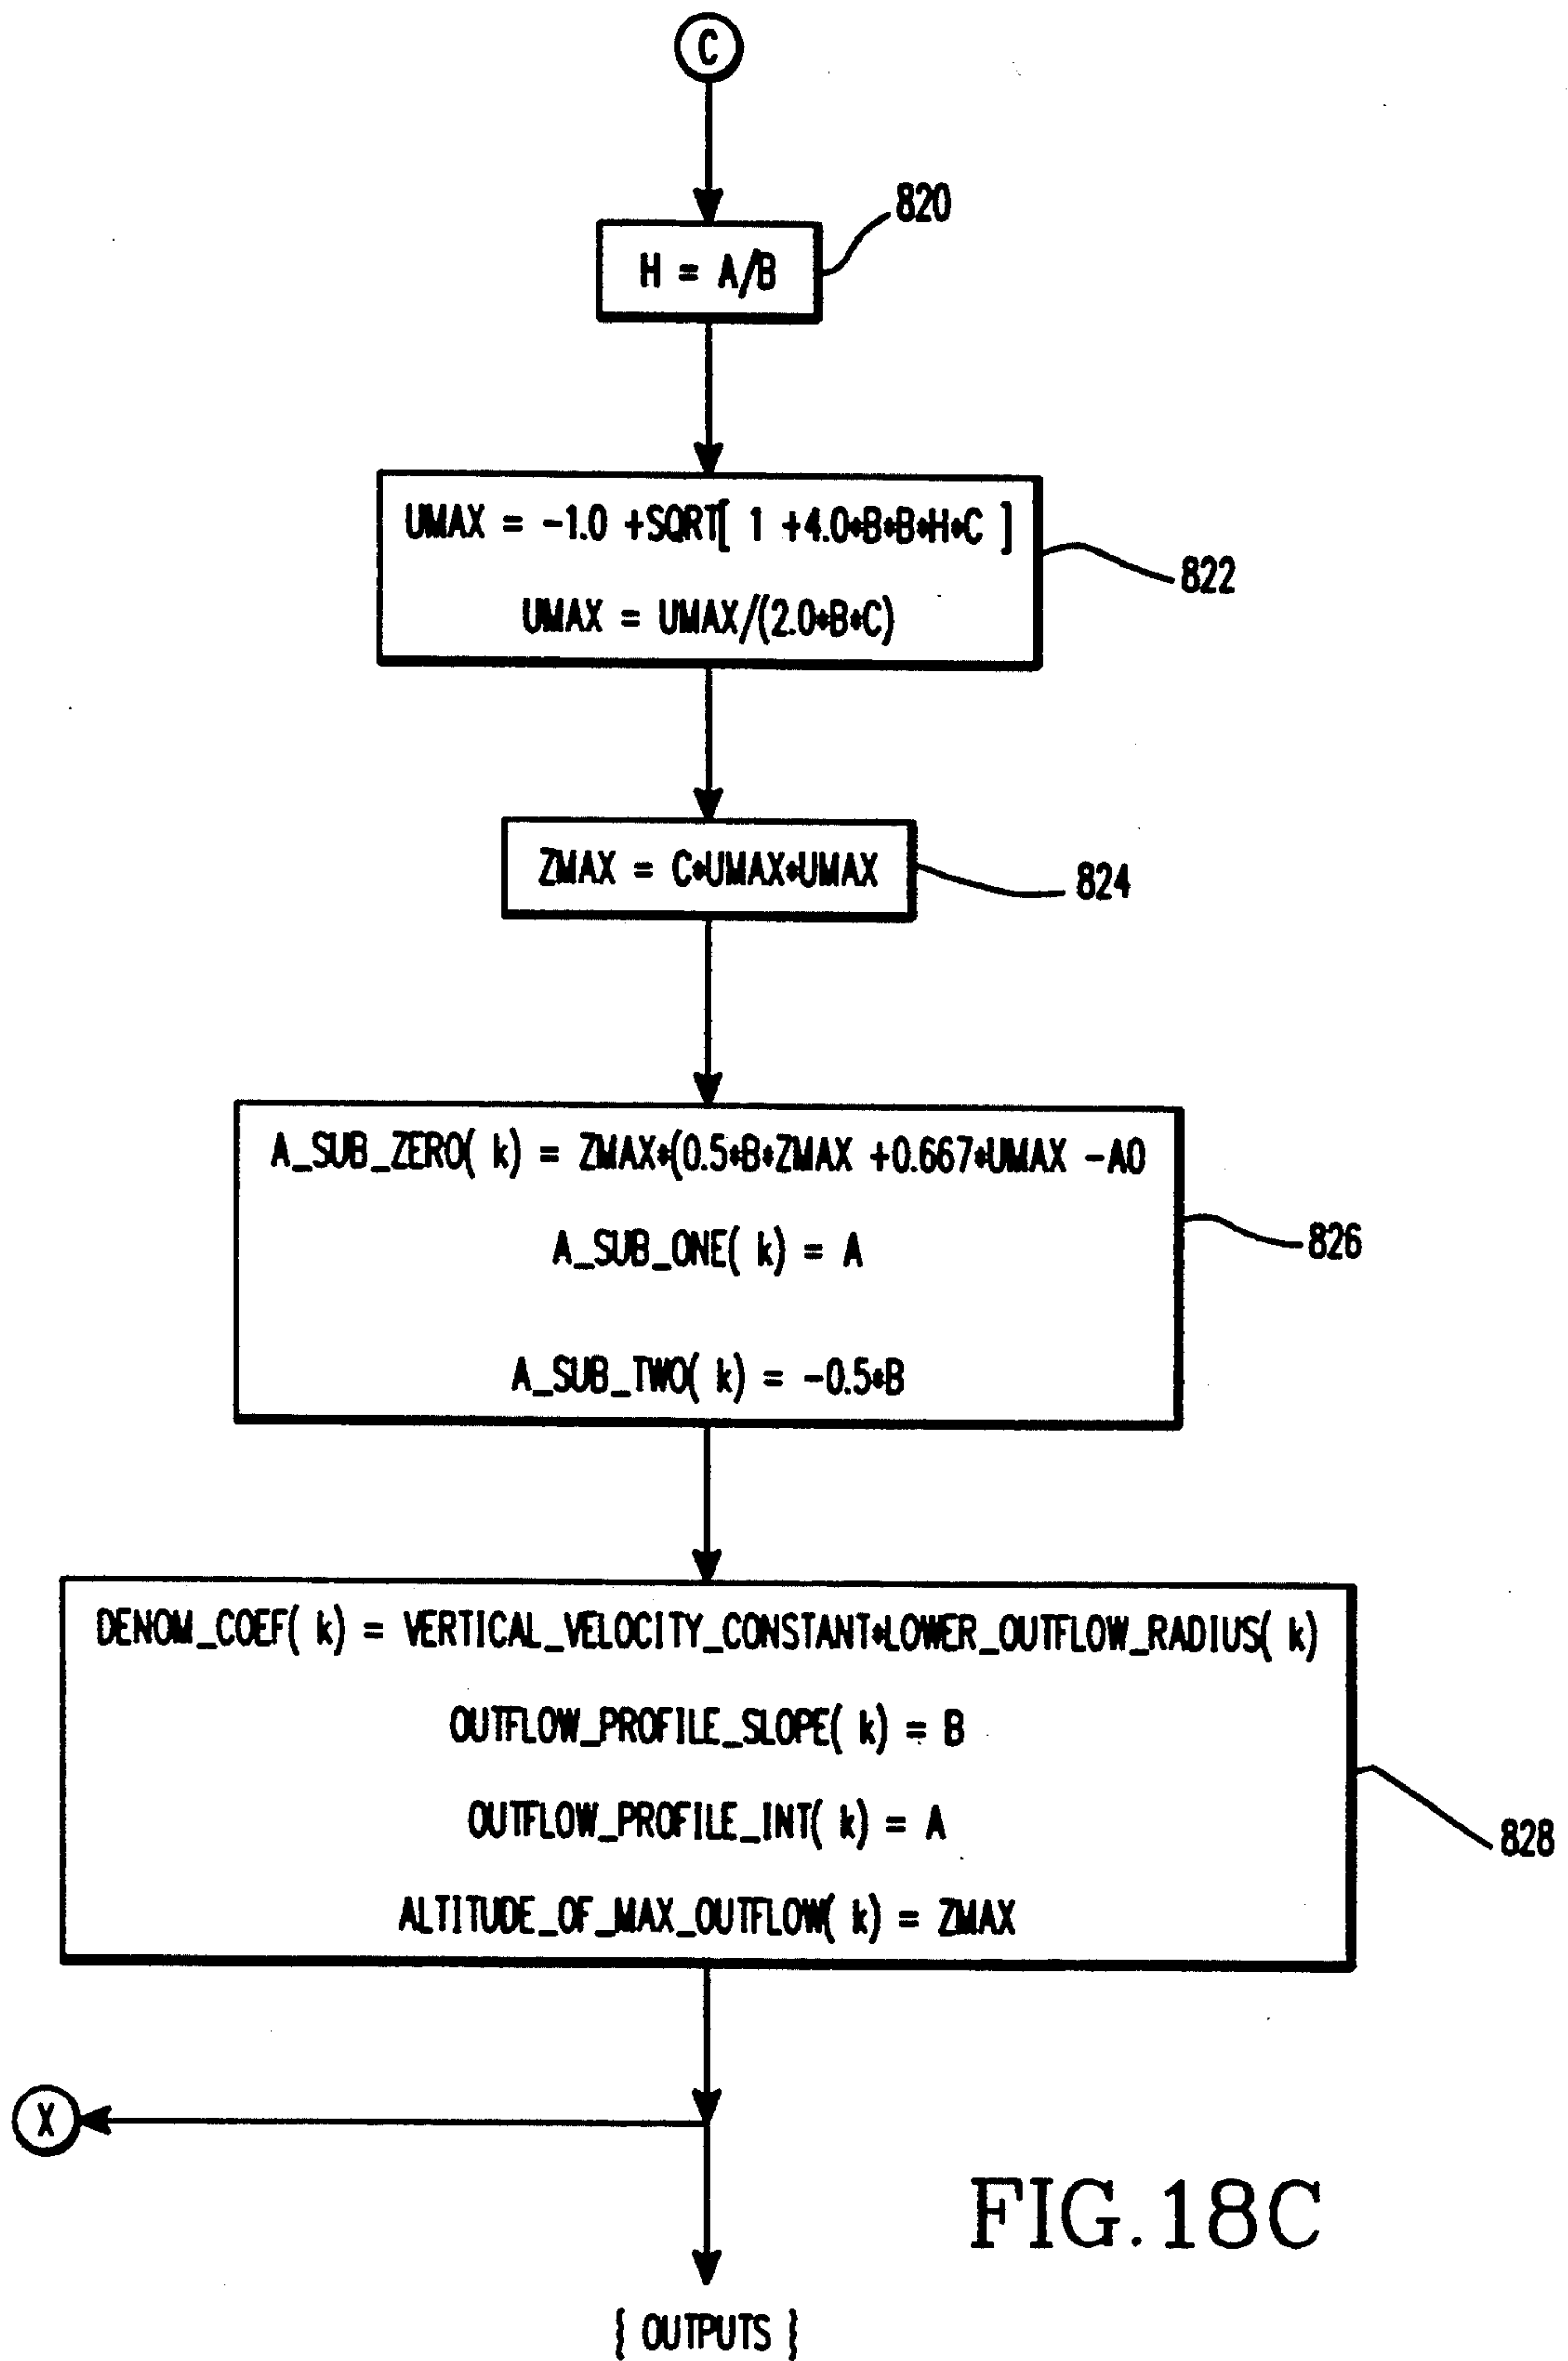 C
820
H = A/B
UMAX = -1.0 +SQRT[ 1 +4.0*B*B*H*C ]
822
UMAX = UMAX/(2.0*B*C)
ZMAX = C*UMAX*UMAX
824
A_SUB_ZERO( k) = ZMAX*(0.5*B*ZMAX +0.667*UMAX -A0
A_SUB_ONE( k) = A
826
A_SUB_TWO( k) = -0.5*B
DENOM_COEF( k) = VERTICAL_VELOCITY_CONSTANT*LOWER_OUTFLOW_RADIUS( k)
OUTFLOW_PROFILE_SLOPE( k) = B
OUTFLOW_PROFILE_INT( k) = A
828
ALTITUDE_OF_MAX_OUTFLOW( k) = ZMAX
X
FIG.18C
{ OUTPUTS }